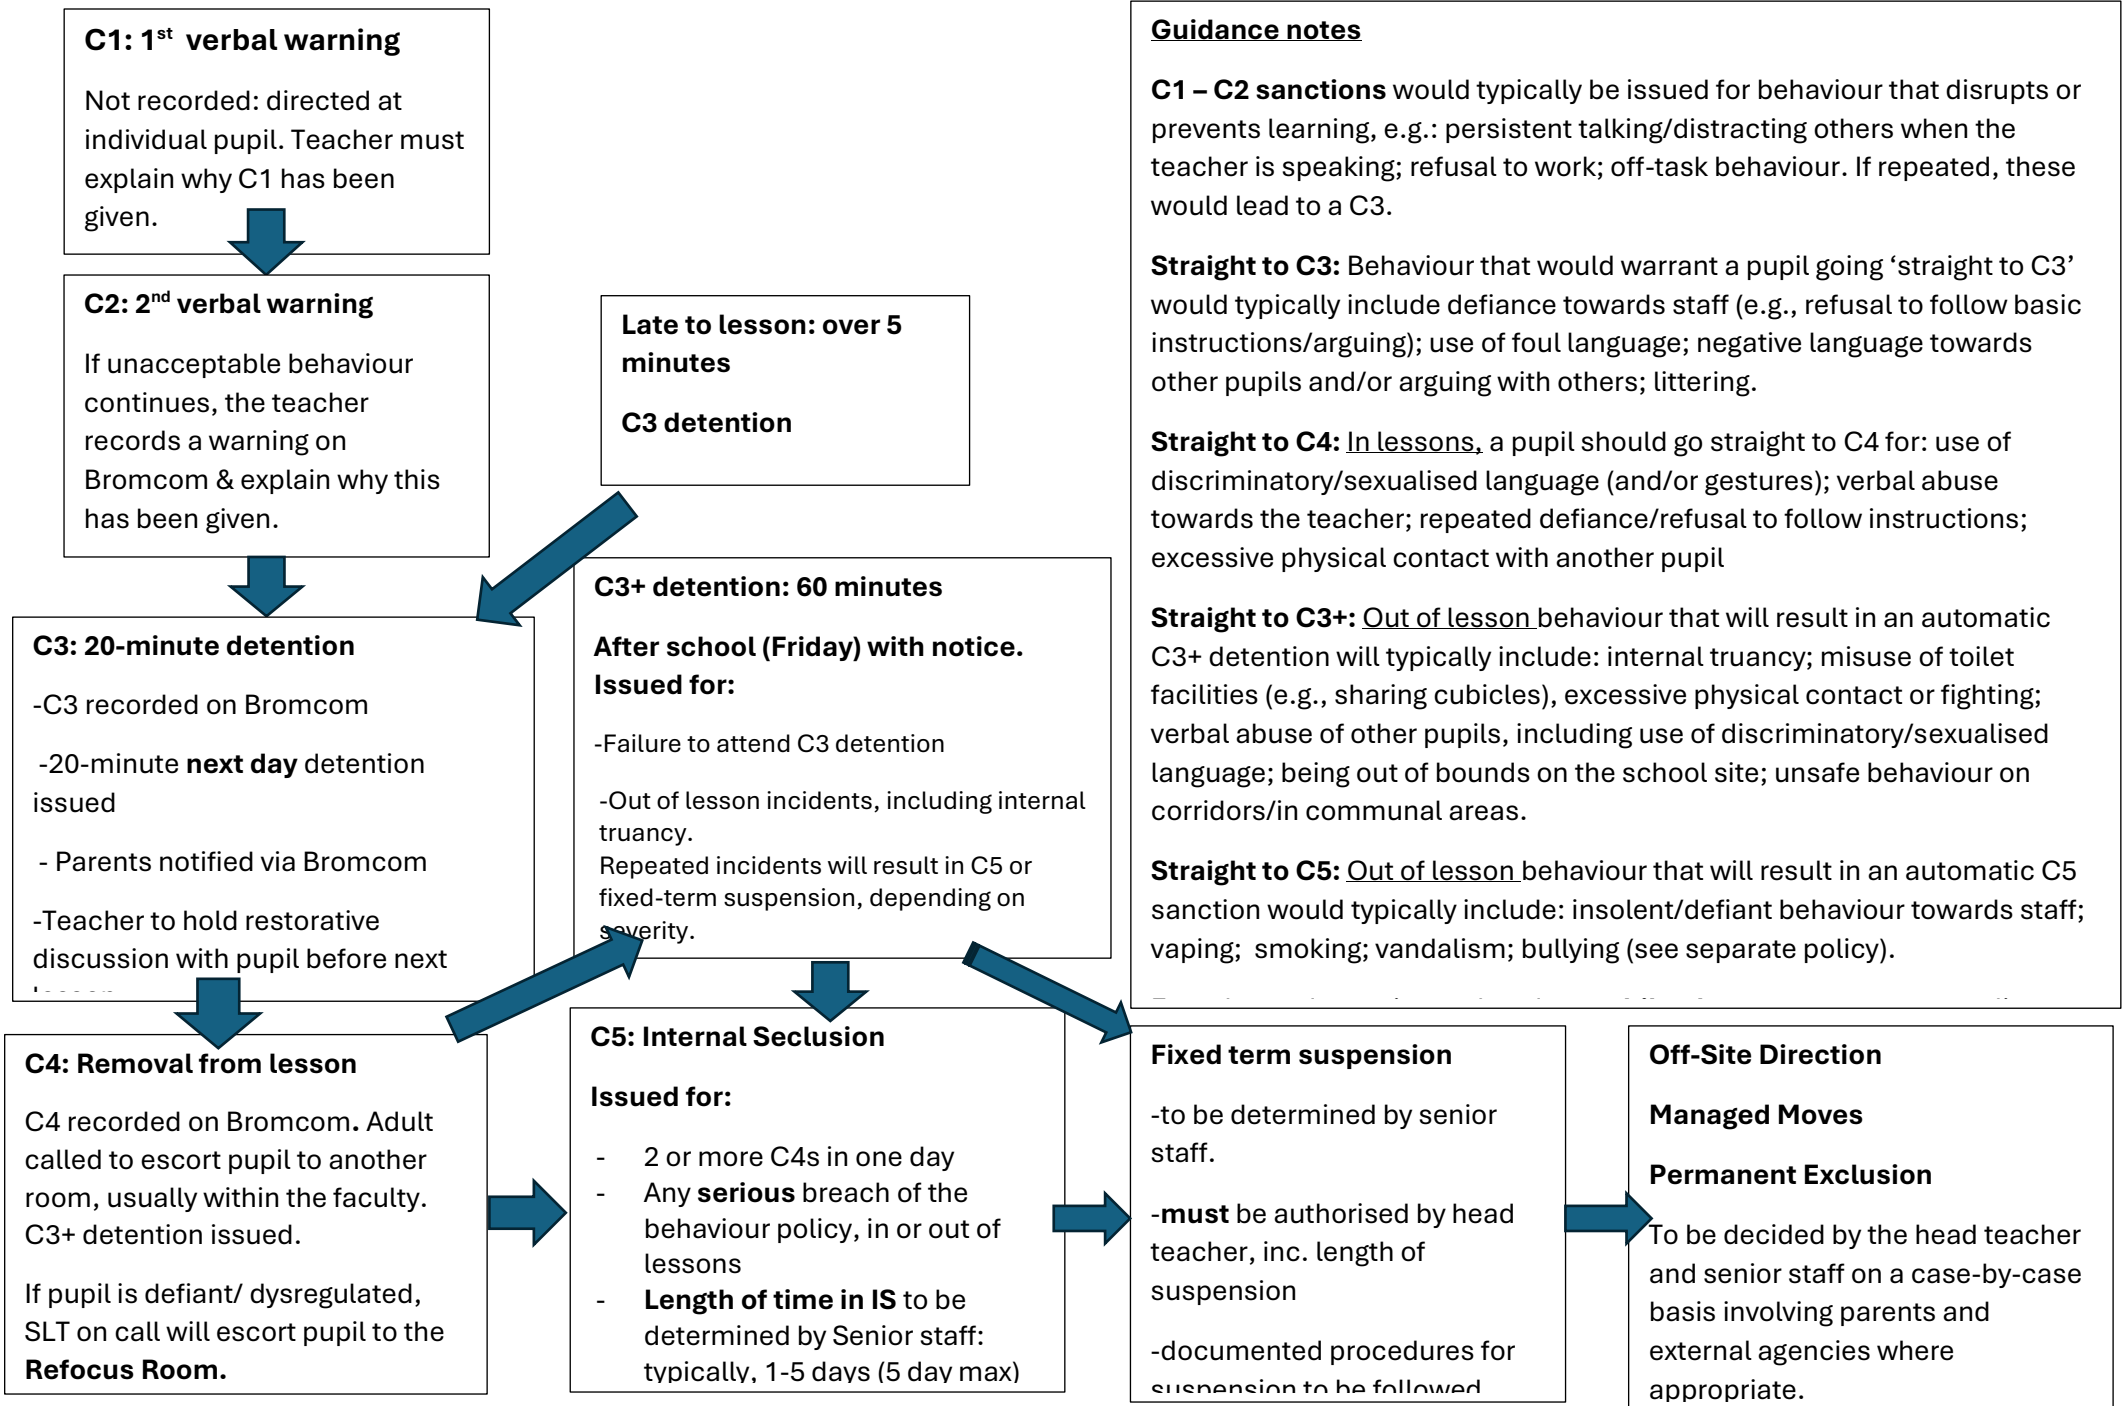 C1: 1st verbal warning
Not recorded: directed at
individual pupil. Teacher must
explain why C1 has been
given.
C2: 2nd verbal warning
If unacceptable behaviour
continues, the teacher
records a warning on
Bromcom & explain why this
has been given.
Late to lesson: over 5
minutes
C3 detention
C3: 20-minute detention
-C3 recorded on Bromcom
-20-minute next day detention
issued
- Parents notified via Bromcom
-Teacher to hold restorative
discussion with pupil before next
C3+ detention: 60 minutes
After school (Friday) with notice.
Issued for:
-Failure to attend C3 detention
-Out of lesson incidents, including internal
truancy.
Repeated incidents will result in C5 or
fixed-term suspension, depending on
severity.
C4: Removal from lesson
C4 recorded on Bromcom. Adult
called to escort pupil to another
room, usually within the faculty.
C3+ detention issued.
If pupil is defiant/ dysregulated,
SLT on call will escort pupil to the
Refocus Room.
C5: Internal Seclusion
Issued for:
- 2 or more C4s in one day
- Any serious breach of the
behaviour policy, in or out of
lessons
- Length of time in IS to be
determined by Senior staff:
typically, 1-5 days (5 day max)
Guidance notes
C1 – C2 sanctions would typically be issued for behaviour that disrupts or
prevents learning, e.g.: persistent talking/distracting others when the
teacher is speaking; refusal to work; off-task behaviour. If repeated, these
would lead to a C3.
Straight to C3: Behaviour that would warrant a pupil going ‘straight to C3’
would typically include defiance towards staff (e.g., refusal to follow basic
instructions/arguing); use of foul language; negative language towards
other pupils and/or arguing with others; littering.
Straight to C4: In lessons, a pupil should go straight to C4 for: use of
discriminatory/sexualised language (and/or gestures); verbal abuse
towards the teacher; repeated defiance/refusal to follow instructions;
excessive physical contact with another pupil
Straight to C3+: Out of lesson behaviour that will result in an automatic
C3+ detention will typically include: internal truancy; misuse of toilet
facilities (e.g., sharing cubicles), excessive physical contact or fighting;
verbal abuse of other pupils, including use of discriminatory/sexualised
language; being out of bounds on the school site; unsafe behaviour on
corridors/in communal areas.
Straight to C5: Out of lesson behaviour that will result in an automatic C5
sanction would typically include: insolent/defiant behaviour towards staff;
vaping; smoking; vandalism; bullying (see separate policy).
Fixed term suspension
-to be determined by senior
staff.
-must be authorised by head
teacher, inc. length of
suspension
-documented procedures for
suspension to be followed
Off-Site Direction
Managed Moves
Permanent Exclusion
To be decided by the head teacher
and senior staff on a case-by-case
basis involving parents and
external agencies where
appropriate.